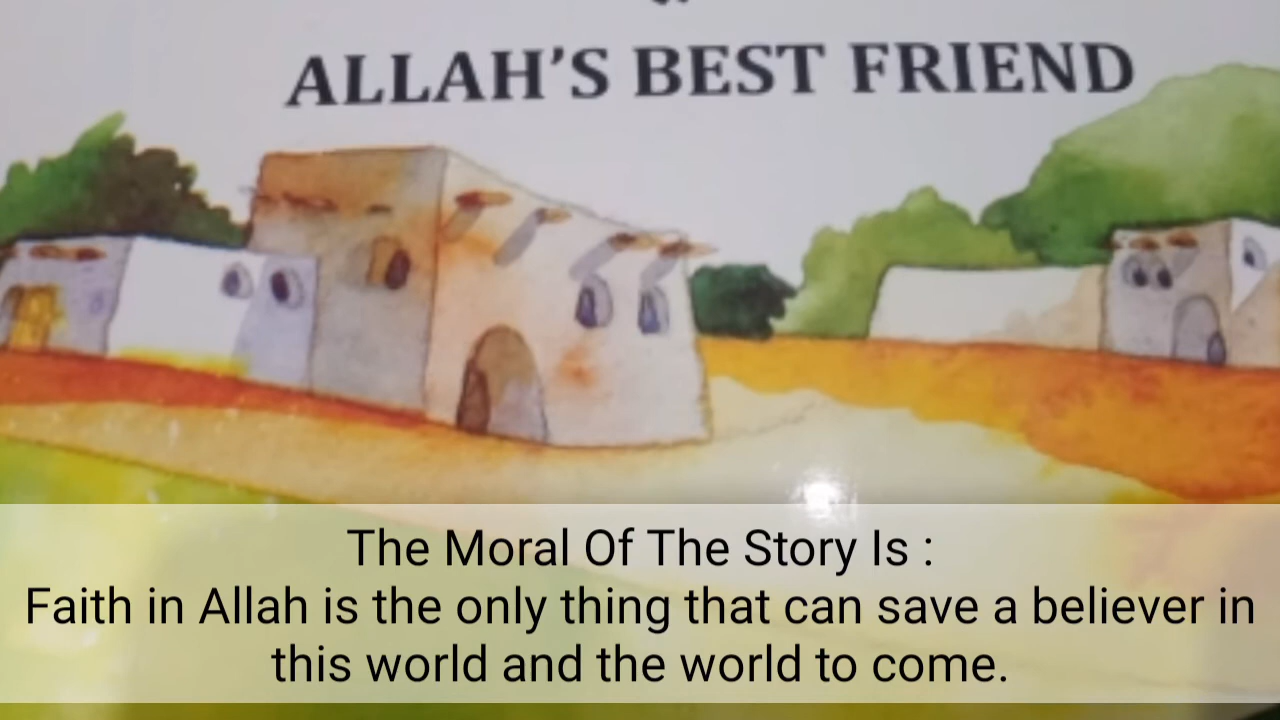 ALLAH'S BEST FRIEND
The Moral Of The Story Is :
Faith in Allah is the only thing that can save a believer in
this world and the world to come.